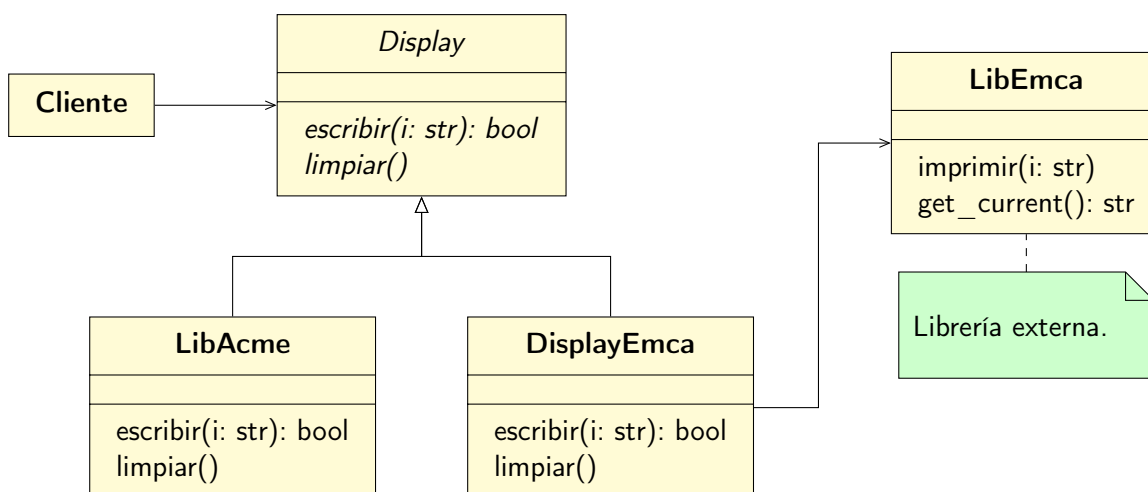 Display
escribir(i: str): bool
limpiar()
Cliente
LibEmca
imprimir(i: str)
get_current(): str
Librería externa.
LibAcme
escribir(i: str): bool
limpiar()
DisplayEmca
escribir(i: str): bool
limpiar()